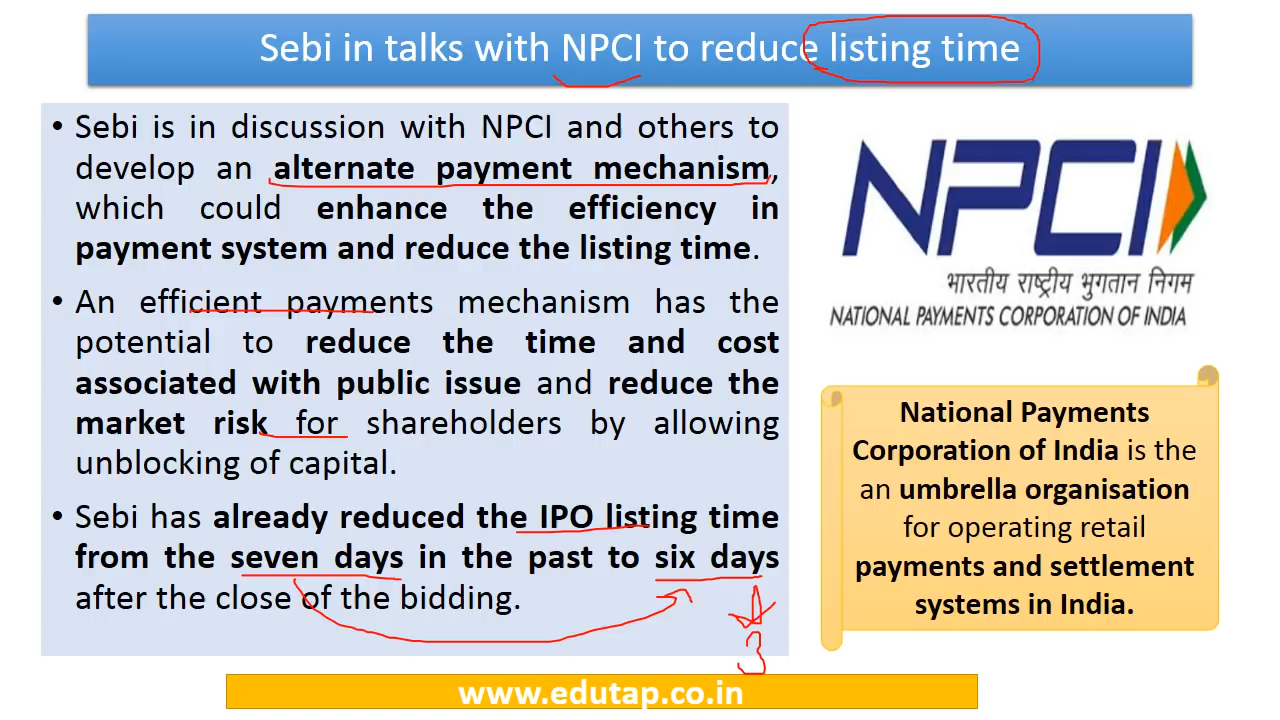 Sebi in talks with NPCI to reduce listing time
• Sebi is in discussion with NPCI and others to
develop an alternate payment mechanism,
which could enhance the efficiency in
payment system and reduce the listing time.
• An efficient payments mechanism has the
potential to reduce the time and cost
associated with public issue and reduce the
market risk for shareholders by allowing
unblocking of capital.
• Sebi has already reduced the IPO listing time
from the seven days in the past to six days
after the close of the bidding.
3
NPCI
भारतीय राष्ट्रीय भुगतान निगम
NATIONAL PAYMENTS CORPORATION OF INDIA
National Payments
Corporation of India is the
an umbrella organisation
for operating retail
payments and settlement
systems in India.
www.edutap.co.in